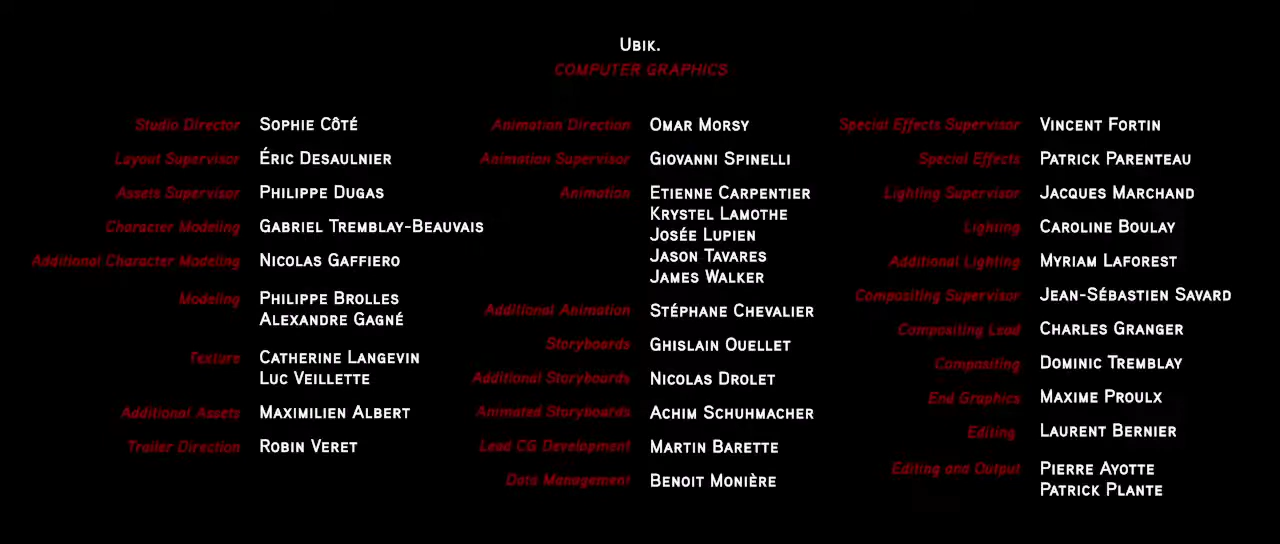 Ubik.
COMPUTER GRAPHICS
Studio Director Sophie Côté
Layout Supervisor Éric Desaulnier
Assets Supervisor Philippe Dugas
Character Modeling Gabriel Tremblay-Beauvais
Additional Character Modeling Nicolas Gaffiero
Modeling Philippe Brolles
Alexandre Gagné
Texture Catherine Langevin
Luc Veillette
Additional Assets Maximilien Albert
Trailer Direction Robin Veret
Animation Direction Omar Morsy
Animation Supervisor Giovanni Spinelli
Animation Etienne Carpentier
Krystel Lamothe
Josée Lupien
Jason Tavares
James Walker
Additional Animation Stéphane Chevalier
Storyboards Ghislain Ouellet
Additional Storyboards Nicolas Drolet
Animated Storyboards Achim Schuhmacher
Lead CG Development Martin Barette
Data Management Benoit Monière
Special Effects Supervisor Vincent Fortin
Special Effects Patrick Parenteau
Lighting Supervisor Jacques Marchand
Lighting Caroline Boulay
Additional Lighting Myriam Laforest
Compositing Supervisor Jean-Sébastien Savard
Compositing Lead Charles Granger
Compositing Dominic Tremblay
End Graphics Maxime Proulx
Editing Laurent Bernier
Editing and Output Pierre Ayotte
Patrick Plante